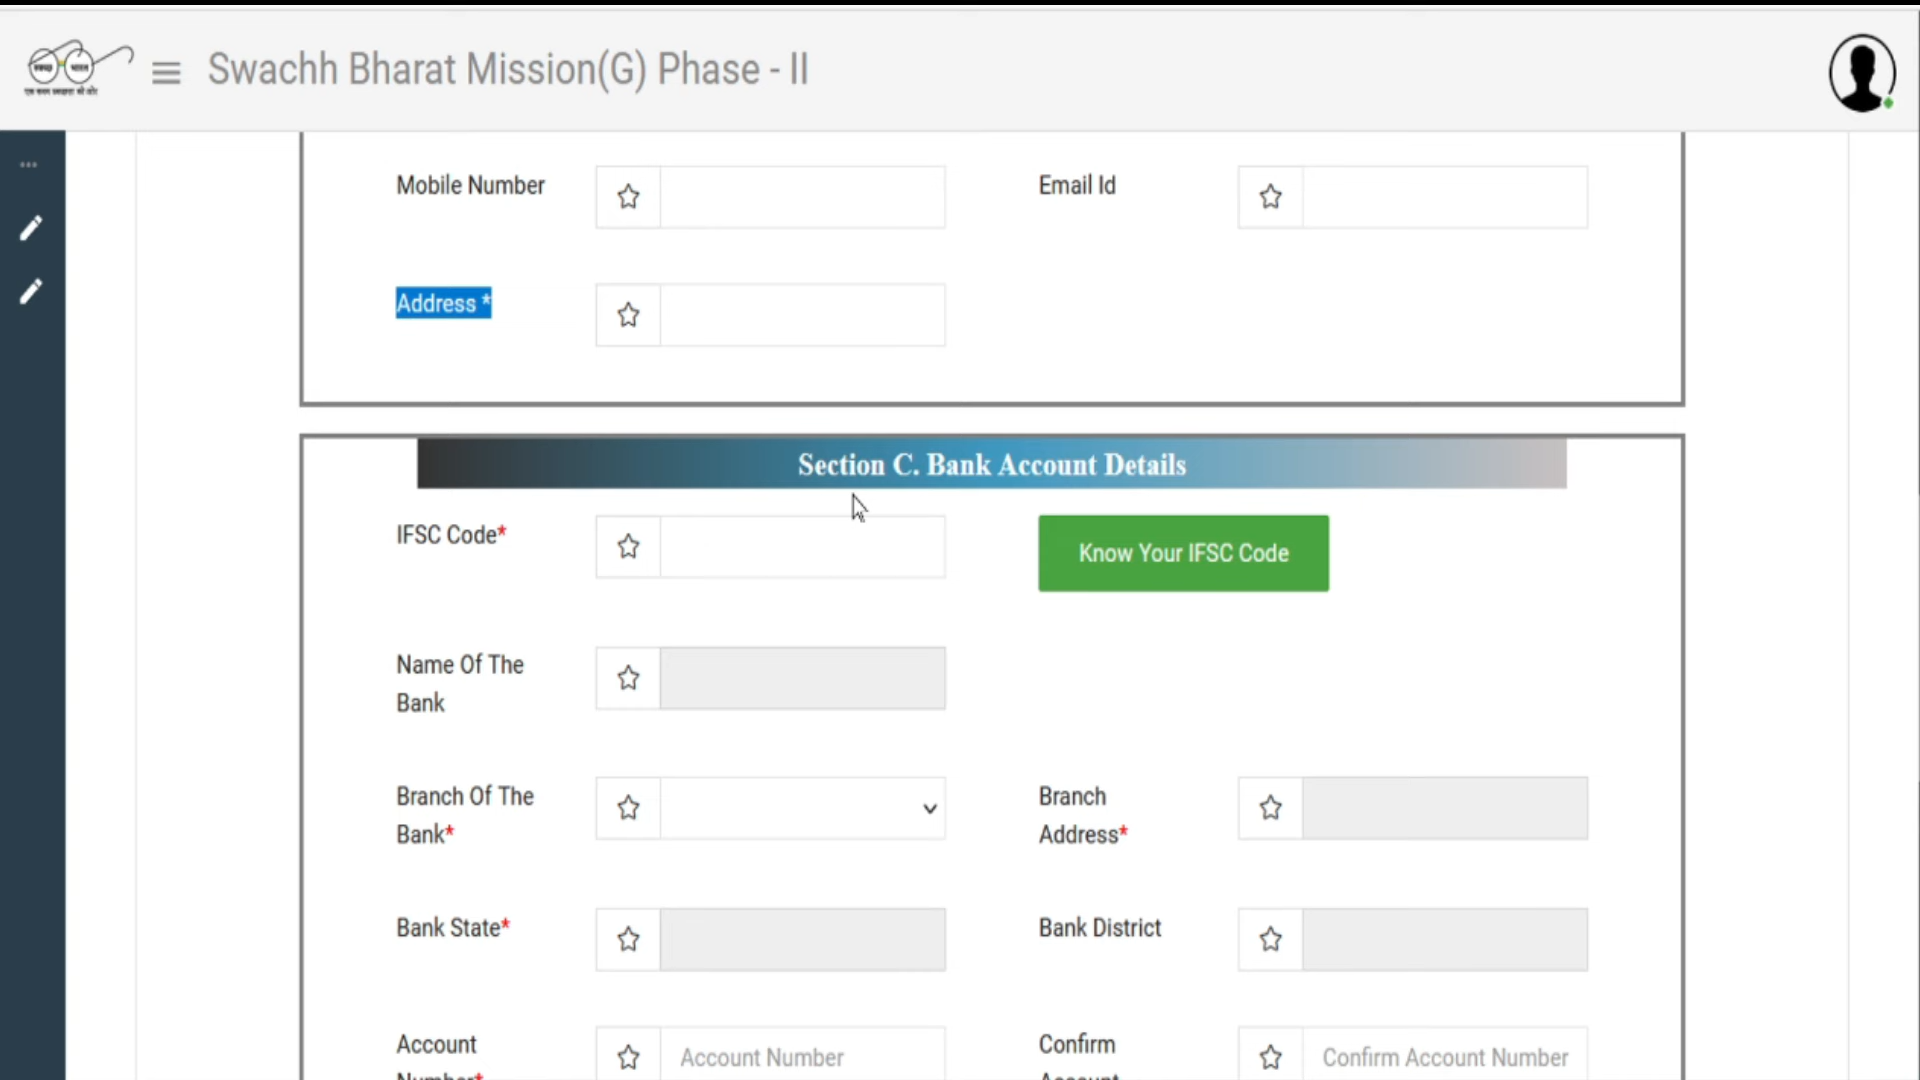 Swachh Bharat Mission(G) Phase - II
Mobile Number
Email Id
Address *
Section C. Bank Account Details
IFSC Code*
Know Your IFSC Code
Name Of The
Bank
Branch Of The
Bank*
Branch
Address*
Bank State*
Bank District
Account
Number*
Account Number
Confirm
Account
Confirm Account Number